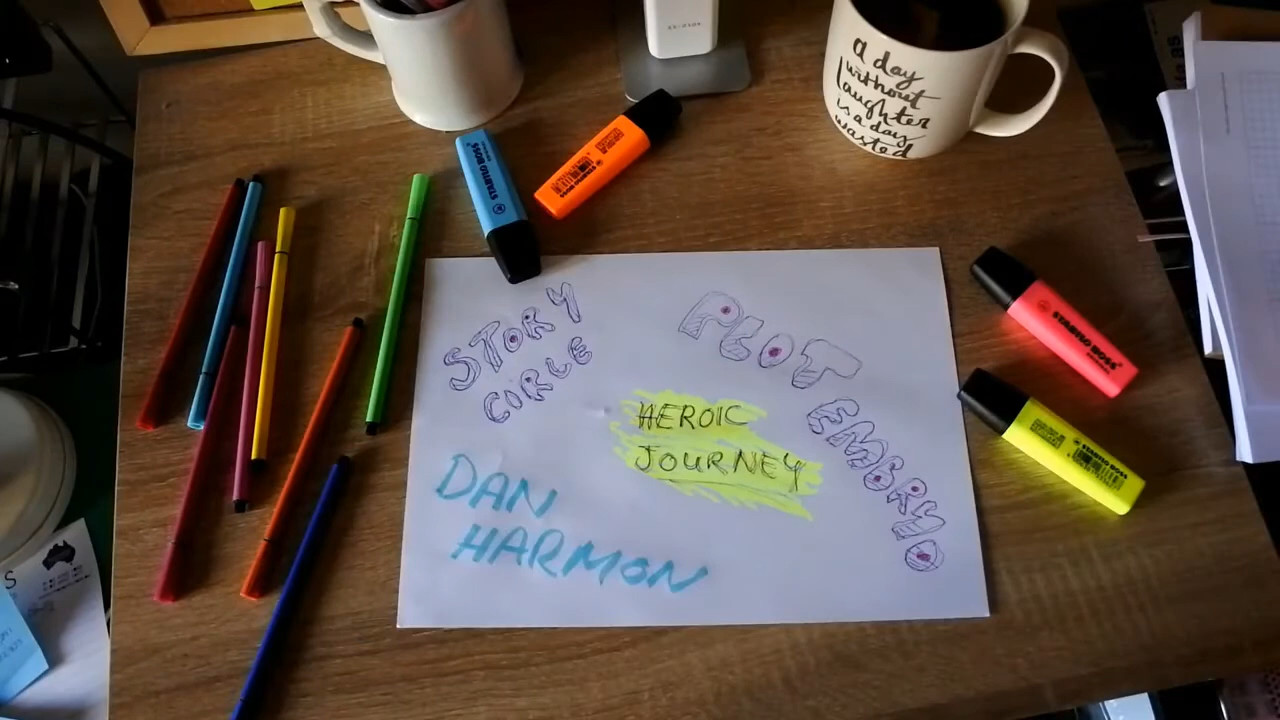 a day
without
laughter
is a day
wasted
STABILO BOSS
STABILO BOSS
STABILO BOSS
STABILO BOSS
STORY
CIRCLE
PLOT
EMBRYO
HEROIC
JOURNEY
DAN
HARMON
S